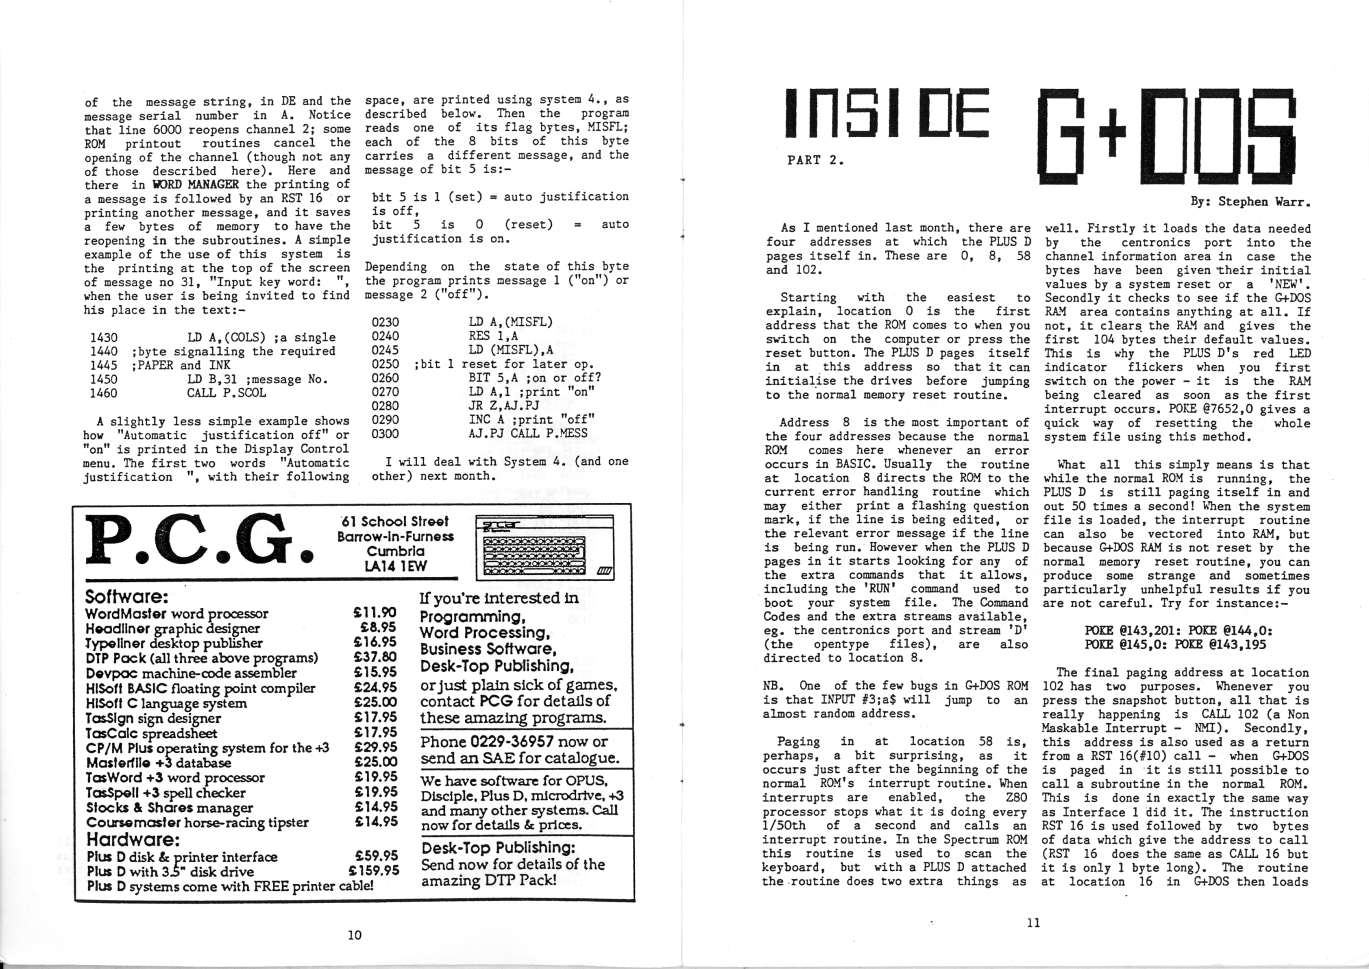 of the message string, in DE and the
message serial number in A. Notice
that line 6000 reopens channel 2; some
ROM printout routines cancel the
opening of the channel (though not any
of those described here). Here and
there in WORD MANAGER the printing of
a message is followed by an RST 16 or
printing another message, and it saves
a few bytes of memory to have the
reopening in the subroutines. A simple
example of the use of this system is
the printing at the top of the screen
of message no 31, "Input key word: ",
when the user is being invited to find
his place in the text:-
1430 LD A,(COLS) ;a single
1440 ;byte signalling the required
1445 ;PAPER and INK
1450 LD B,31 ;message No.
1460 CALL P.SCOL
A slightly less simple example shows
how "Automatic justification off" or
"on" is printed in the Display Control
menu. The first two words "Automatic
justification ", with their following
space, are printed using system 4., as
described below. Then the program
reads one of its flag bytes, MISFL;
each of the 8 bits of this byte
carries a different message, and the
message of bit 5 is:-
bit 5 is 1 (set) = auto justification
is off,
bit 5 is 0 (reset) = auto
justification is on.
Depending on the state of this byte
the program prints message 1 ("on") or
message 2 ("off").
0230 LD A,(MISFL)
0240 RES 1,A
0245 LD (MISFL),A
0250 ;bit 1 reset for later op.
0260 BIT 5,A ;on or off?
0270 LD A,1 ;print "on"
0280 JR Z,AJ.PJ
0290 INC A ;print "off"
0300 AJ.PJ CALL P.MESS
I will deal with System 4. (and one
other) next month.
P.C.G.
61 School Street
Barrow-in-Furness
Cumbria
LA14 1EW
Software:
WordMaster word processor £11.90
Headliner graphic designer £8.95
Typeliner desktop publisher £16.95
DTP Pack (all three above programs) £37.80
Devpac machine-code assembler £15.95
HiSoft BASIC floating point compiler £24.95
HiSoft C language system £25.00
TasSign sign designer £17.95
TasCalc spreadsheet £17.95
CP/M Plus operating system for the +3 £29.95
Masterfile +3 database £25.00
TasWord +3 word processor £19.95
TasSpell +3 spell checker £19.95
Stocks & Shares manager £14.95
Coursemaster horse-racing tipster £14.95
Hardware:
Plus D disk & printer interface £59.95
Plus D with 3.5" disk drive £159.95
Plus D systems come with FREE printer cable!
If you're interested in
Programming,
Word Processing,
Business Software,
Desk-Top Publishing,
or just plain sick of games,
contact PCG for details of
these amazing programs.
Phone 0229-36957 now or
send an SAE for catalogue.
We have software for OPUS,
Disciple, Plus D, microdrive, +3
and many other systems. Call
now for details & prices.
Desk-Top Publishing:
Send now for details of the
amazing DTP Pack!
10
INSIDE G+DOS
PART 2.
By: Stephen Warr.
As I mentioned last month, there are
four addresses at which the PLUS D
pages itself in. These are 0, 8, 58
and 102.
Starting with the easiest to
explain, location 0 is the first
address that the ROM comes to when you
switch on the computer or press the
reset button. The PLUS D pages itself
in at this address so that it can
initialise the drives before jumping
to the normal memory reset routine.
Address 8 is the most important of
the four addresses because the normal
ROM comes here whenever an error
occurs in BASIC. Usually the routine
at location 8 directs the ROM to the
current error handling routine which
may either print a flashing question
mark, if the line is being edited, or
the relevant error message if the line
is being run. However when the PLUS D
pages in it starts looking for any of
the extra commands that it allows,
including the 'RUN' command used to
boot your system file. The Command
Codes and the extra streams available,
eg. the centronics port and stream 'D'
(the opentype files), are also
directed to location 8.
NB. One of the few bugs in G+DOS ROM
is that INPUT #3;a$ will jump to an
almost random address.
Paging in at location 58 is,
perhaps, a bit surprising, as it
occurs just after the beginning of the
normal ROM's interrupt routine. When
interrupts are enabled, the Z80
processor stops what it is doing every
1/50th of a second and calls an
interrupt routine. In the Spectrum ROM
this routine is used to scan the
keyboard, but with a PLUS D attached
the routine does two extra things as
well. Firstly it loads the data needed
by the centronics port into the
channel information area in case the
bytes have been given their initial
values by a system reset or a 'NEW'.
Secondly it checks to see if the G+DOS
RAM area contains anything at all. If
not, it clears the RAM and gives the
first 104 bytes their default values.
This is why the PLUS D's red LED
indicator flickers when you first
switch on the power - it is the RAM
being cleared as soon as the first
interrupt occurs. POKE @7652,0 gives a
quick way of resetting the whole
system file using this method.
What all this simply means is that
while the normal ROM is running, the
PLUS D is still paging itself in and
out 50 times a second! When the system
file is loaded, the interrupt routine
can also be vectored into RAM, but
because G+DOS RAM is not reset by the
normal memory reset routine, you can
produce some strange and sometimes
particularly unhelpful results if you
are not careful. Try for instance:-
POKE @143,201: POKE @144,0:
POKE @145,0: POKE @143,195
The final paging address at location
102 has two purposes. Whenever you
press the snapshot button, all that is
really happening is CALL 102 (a Non
Maskable Interrupt - NMI). Secondly,
this address is also used as a return
from a RST 16(#10) call - when G+DOS
is paged in it is still possible to
call a subroutine in the normal ROM.
This is done in exactly the same way
as Interface 1 did it. The instruction
RST 16 is used followed by two bytes
of data which give the address to call
(RST 16 does the same as CALL 16 but
it is only 1 byte long). The routine
at location 16 in G+DOS then loads
11